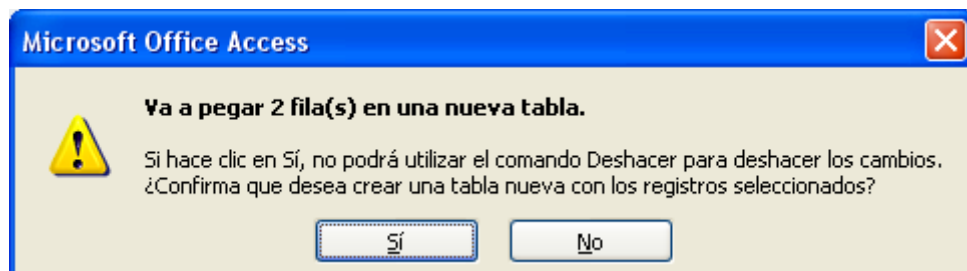 Microsoft Office Access
Va a pegar 2 fila(s) en una nueva tabla.
Si hace clic en Sí, no podrá utilizar el comando Deshacer para deshacer los cambios.
¿Confirma que desea crear una tabla nueva con los registros seleccionados?
Sí No